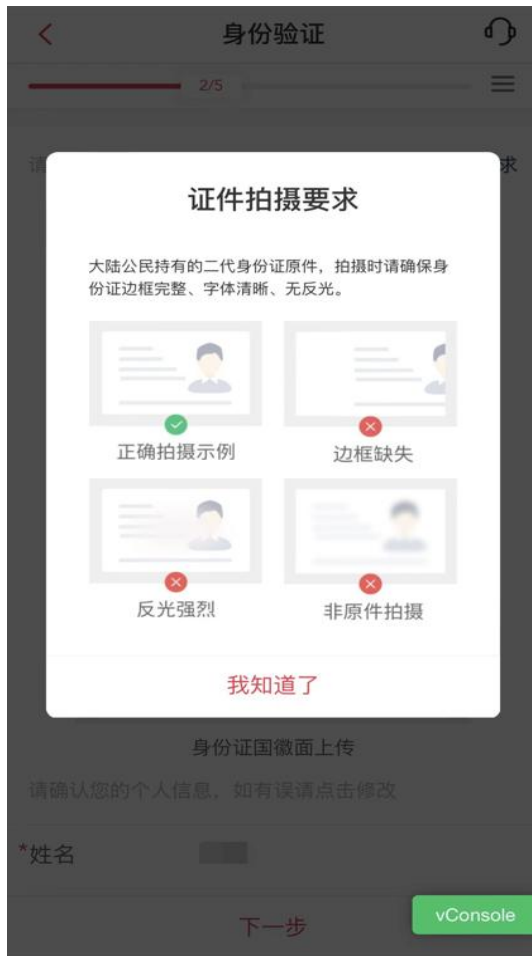 身份验证
2/5
请
求
证件拍摄要求
大陆公民持有的二代身份证原件，拍摄时请确保身
份证边框完整、字体清晰、无反光。
正确拍摄示例
边框缺失
反光强烈
非原件拍摄
我知道了
身份证国徽面上传
请确认您的个人信息，如有误请点击修改
*姓名
下一步
vConsole